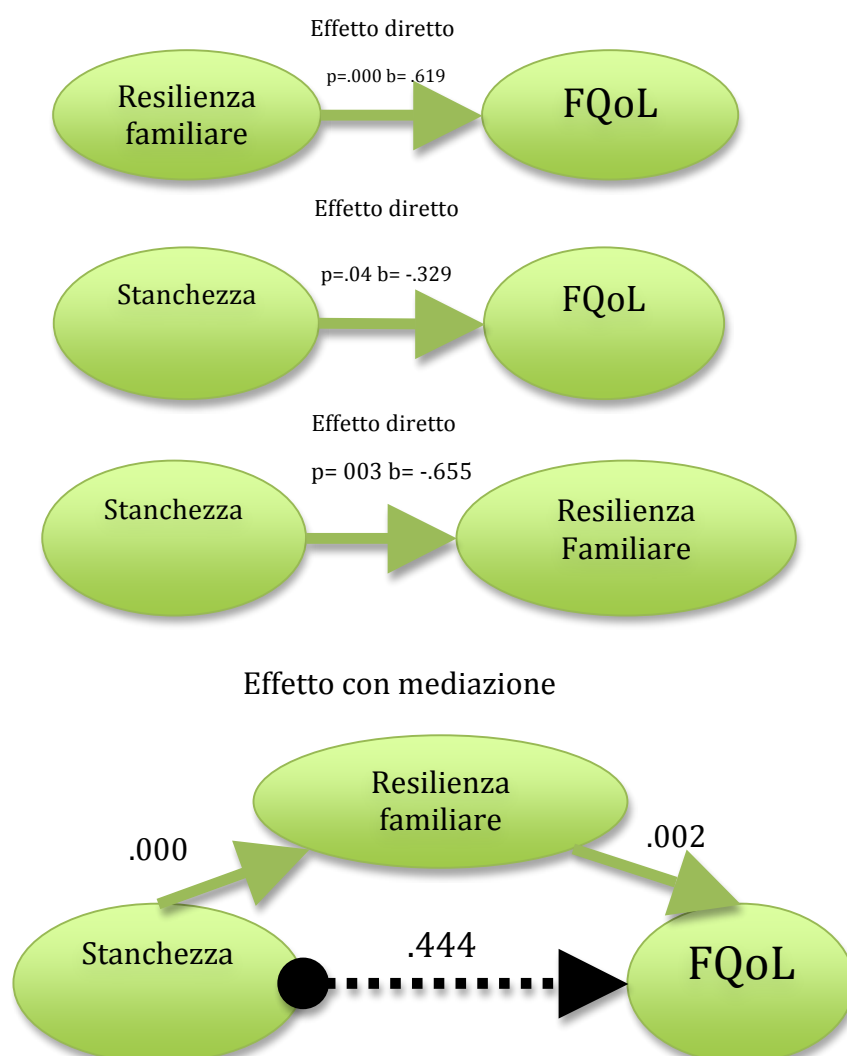 Effetto diretto
p=.000 b= .619
Resilienza
familiare
FQoL
Effetto diretto
p=.04 b= -.329
Stanchezza
FQoL
Effetto diretto
p= 003 b= -.655
Stanchezza
Resilienza
Familiare
Effetto con mediazione
Resilienza
familiare
.000
.002
Stanchezza
.444
FQoL